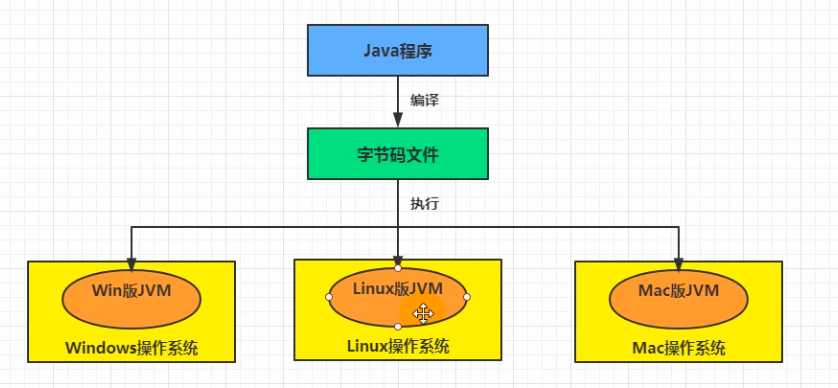 Java程序
编译
字节码文件
执行
Win版JVM
Linux版JVM
Mac版JVM
Windows操作系统
Linux操作系统
Mac操作系统